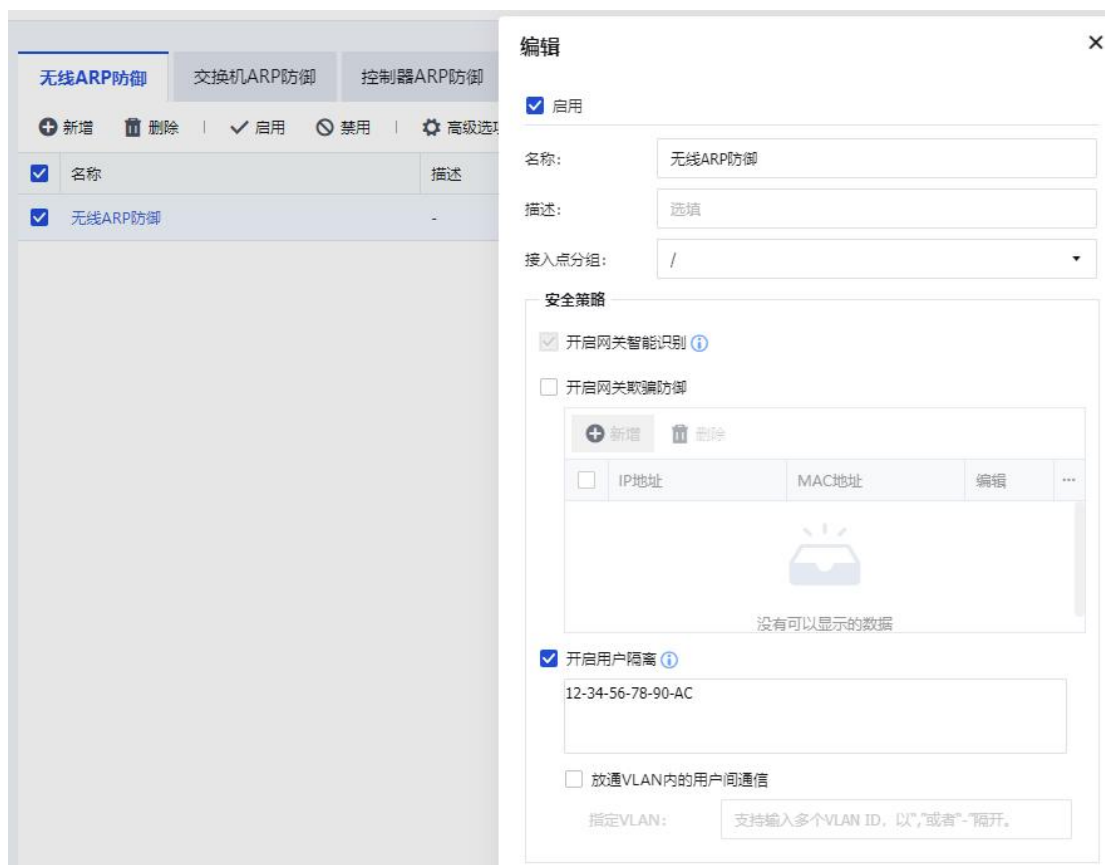 编辑
无线ARP防御 交换机ARP防御 控制器ARP防御
新增 删除 启用 禁用 高级选项
名称 描述
无线ARP防御 -
启用
名称: 无线ARP防御
描述: 选填
接入点分组: /
安全策略
开启网关智能识别
开启网关欺骗防御
新增 删除
IP地址 MAC地址 编辑 ...
没有可以显示的数据
开启用户隔离
12-34-56-78-90-AC
放通VLAN内的用户间通信
指定VLAN: 支持输入多个VLAN ID，以","或者"-"隔开。